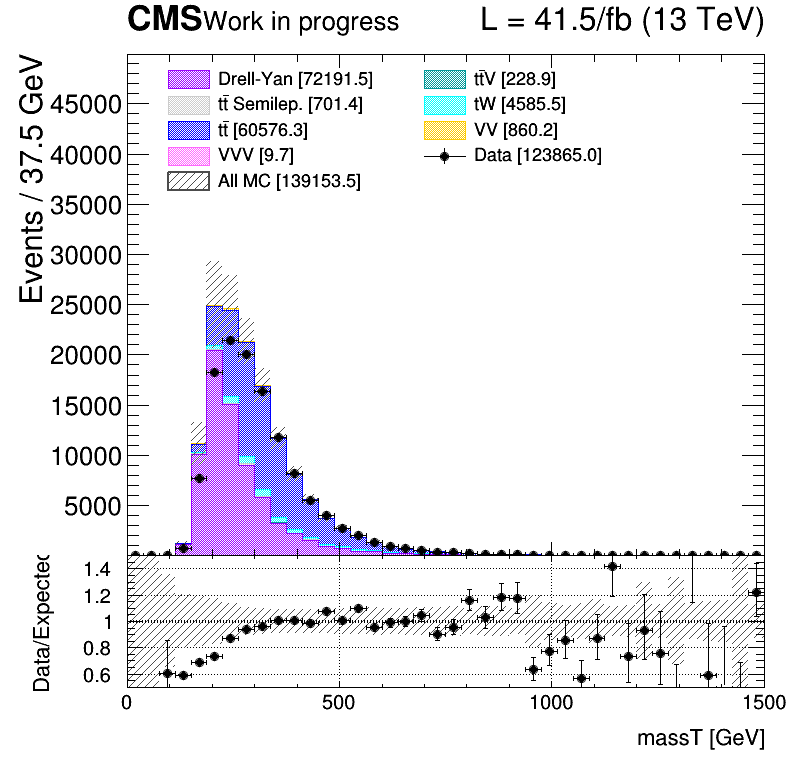 CMS Work in progress L = 41.5/fb (13 TeV)
Events / 37.5 GeV
45000
40000
35000
30000
25000
20000
15000
10000
5000
Drell-Yan [72191.5]
tt̄ Semilep. [701.4]
tt̄ [60576.3]
VVV [9.7]
All MC [139153.5]
tt̄V [228.9]
tW [4585.5]
VV [860.2]
Data [123865.0]
Data/Expected
1.4
1.2
1
0.8
0.6
0 500 1000 1500
massT [GeV]